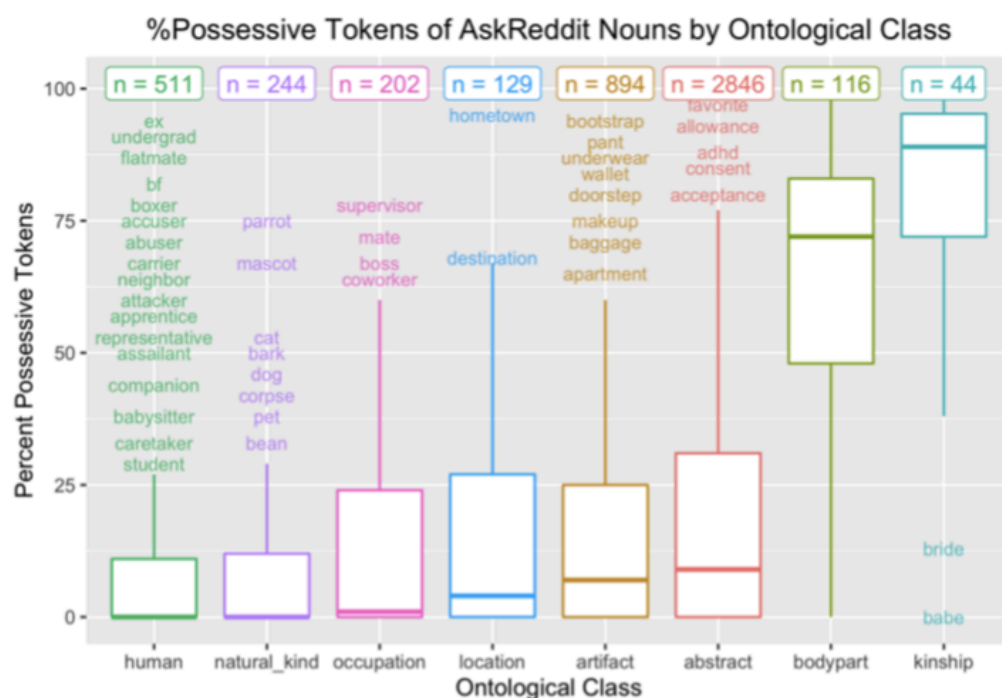 %Possessive Tokens of AskReddit Nouns by Ontological Class
n = 511
n = 244
n = 202
n = 129
n = 894
n = 2846
n = 116
n = 44
Percent Possessive Tokens
100
75
50
25
0
ex
undergrad
flatmate
bf
boxer
accuser
abuser
carrier
neighbor
attacker
apprentice
representative
assailant
companion
babysitter
caretaker
student
parrot
mascot
cat
bark
dog
corpse
pet
bean
supervisor
mate
boss
coworker
hometown
destination
bootstrap
pant
underwear
wallet
doorstep
makeup
baggage
apartment
favorite
allowance
adhd
consent
acceptance
bride
babe
human
natural_kind
occupation
location
artifact
abstract
bodypart
kinship
Ontological Class